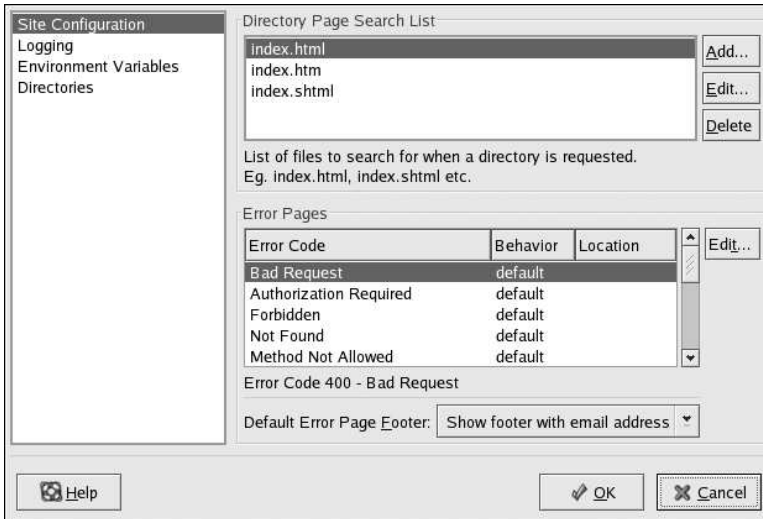 Site Configuration
Logging
Environment Variables
Directories
Directory Page Search List
index.html
index.htm
index.shtml
Add...
Edit...
Delete
List of files to search for when a directory is requested.
Eg. index.html, index.shtml etc.
Error Pages
Error Code Behavior Location
Bad Request default
Authorization Required default
Forbidden default
Not Found default
Method Not Allowed default
Edit...
Error Code 400 - Bad Request
Default Error Page Footer: Show footer with email address
Help OK Cancel